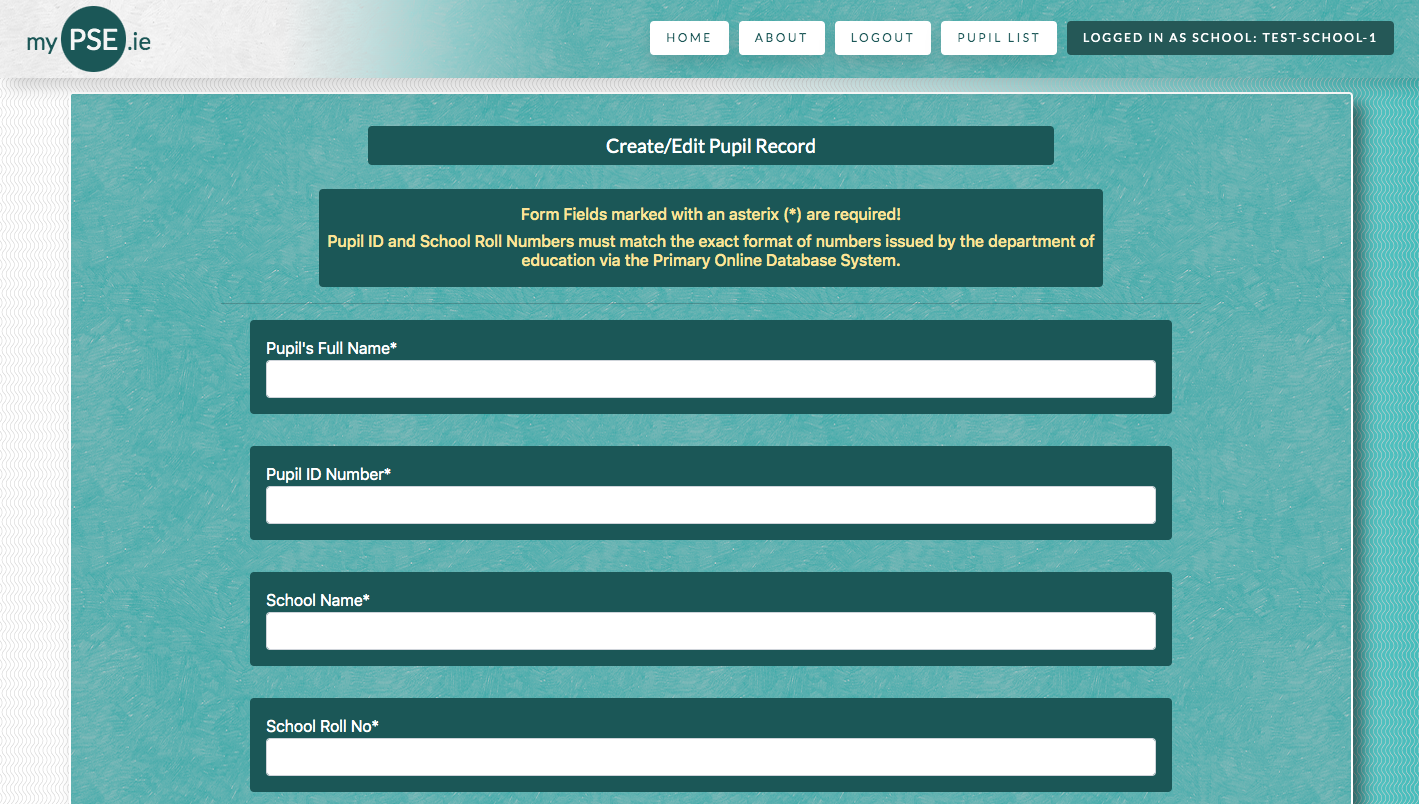 my PSE .ie
HOME ABOUT LOGOUT PUPIL LIST LOGGED IN AS SCHOOL: TEST-SCHOOL-1
Create/Edit Pupil Record
Form Fields marked with an asterix (*) are required!
Pupil ID and School Roll Numbers must match the exact format of numbers issued by the department of
education via the Primary Online Database System.
Pupil's Full Name*
Pupil ID Number*
School Name*
School Roll No*